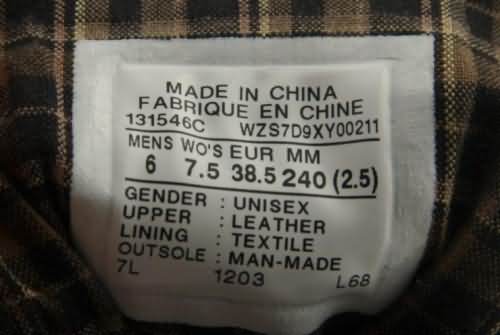 MADE IN CHINA
FABRIQUE EN CHINE
131546C WZS7D9XY00211
MENS WO'S EUR MM
6 7.5 38.5 240 (2.5)
GENDER : UNISEX
UPPER : LEATHER
LINING : TEXTILE
OUTSOLE : MAN-MADE
7L 1203 L68